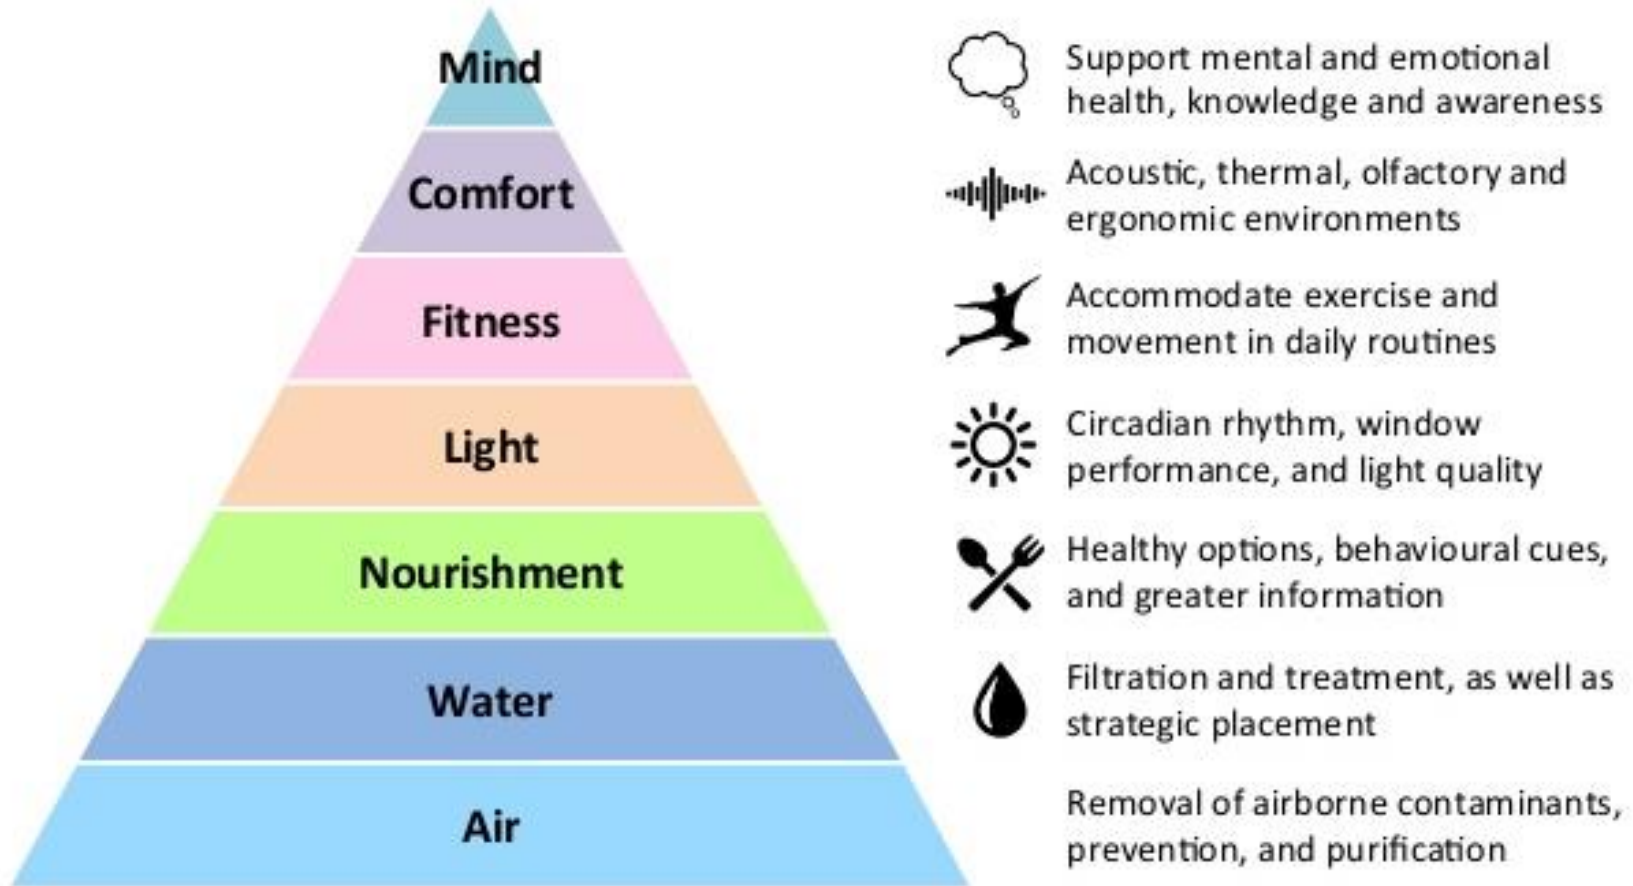 Mind
Support mental and emotional
health, knowledge and awareness
Comfort
Acoustic, thermal, olfactory and
ergonomic environments
Fitness
Accommodate exercise and
movement in daily routines
Light
Circadian rhythm, window
performance, and light quality
Nourishment
Healthy options, behavioural cues,
and greater information
Water
Filtration and treatment, as well as
strategic placement
Air
Removal of airborne contaminants,
prevention, and purification